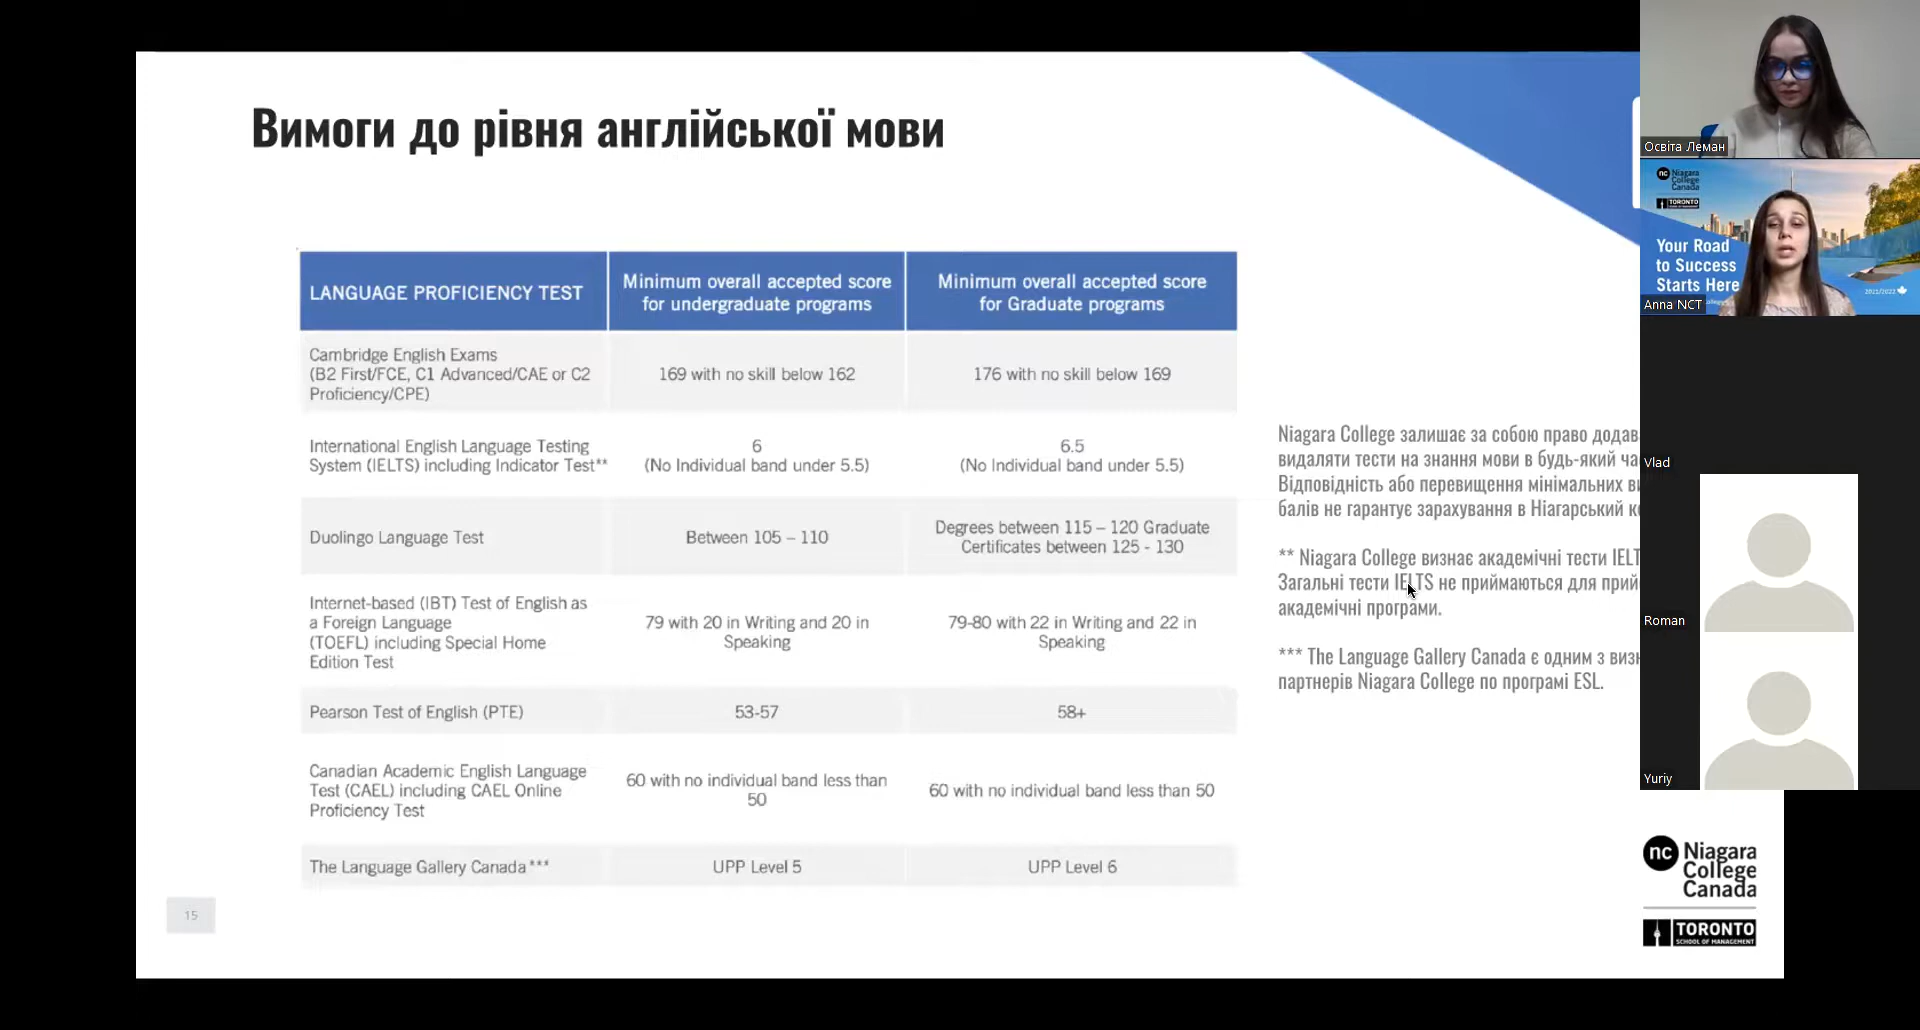 Вимоги до рівня англійської мови
LANGUAGE PROFICIENCY TEST
Minimum overall accepted score
for undergraduate programs
Minimum overall accepted score
for Graduate programs
Cambridge English Exams
(B2 First/FCE, C1 Advanced/CAE or C2
Proficiency/CPE)
169 with no skill below 162
176 with no skill below 169
International English Language Testing
System (IELTS) including Indicator Test**
6
(No Individual band under 5.5)
6.5
(No Individual band under 5.5)
Duolingo Language Test
Between 105 – 110
Degrees between 115 – 120 Graduate
Certificates between 125 - 130
Internet-based (IBT) Test of English as
a Foreign Language
(TOEFL) including Special Home
Edition Test
79 with 20 in Writing and 20 in
Speaking
79-80 with 22 in Writing and 22 in
Speaking
Pearson Test of English (PTE)
53-57
58+
Canadian Academic English Language
Test (CAEL) including CAEL Online
Proficiency Test
60 with no individual band less than
50
60 with no individual band less than 50
The Language Gallery Canada***
UPP Level 5
UPP Level 6
Niagara College залишає за собою право
видаляти тести на знання мови в будь-який
Відповідність або перевищення мінімальних
балів не гарантує зарахування в Ніагарський
** Niagara College визнає академічні тести
Загальні тести IELTS не приймаються для
академічні програми.
*** The Language Gallery Canada є одним з
партнерів Niagara College по програмі ESL.
15
nc Niagara
College
Canada
TORONTO
SCHOOL OF MANAGEMENT
Освіта Леман
nc Niagara
College
Canada
TORONTO
Your Road
to Success
Starts Here
2021/2022
Anna NCT
Vlad
Roman
Yuriy